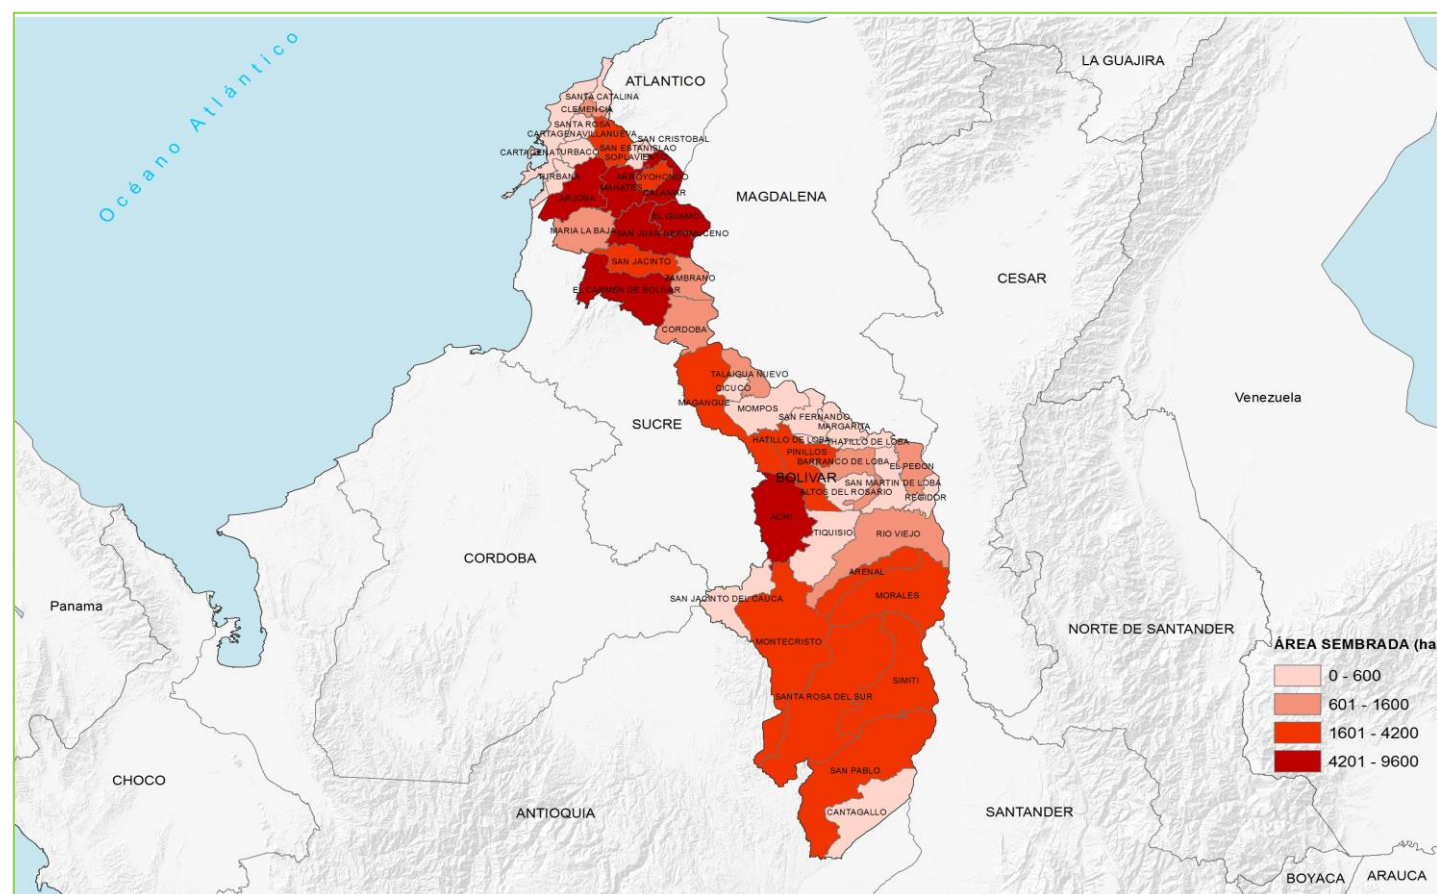 LA GUAJIRA
ATLANTICO
Océano Atlántico
SANTA CATALINA
CLEMENCIA
SANTA ROSA
CARTAGENA
VILLANUEVA
SAN CRISTOBAL
SAN ESTANISLAO
CARTAGENA
TURBACO
SOPLAVIENTO
TURBANA
ARROYOHONDO
MAHATES
CALAMAR
ARJONA
MAGDALENA
EL GUAMO
MARIA LA BAJA
SAN JUAN NEPOMUCENO
SAN JACINTO
ZAMBRANO
CESAR
EL CARMEN DE BOLIVAR
CORDOBA
TALAIGUA NUEVO
CICUCO
Venezuela
MAGANGUE
MOMPOS
SAN FERNANDO
MARGARITA
SUCRE
HATILLO DE LOBA
HATILLO DE LOBA
PINILLOS
BARRANCO DE LOBA
EL PEÑON
BOLIVAR
SAN MARTIN DE LOBA
ALTOS DEL ROSARIO
REGIDOR
ACHI
TIQUISIO
RIO VIEJO
CORDOBA
ARENAL
MORALES
SAN JACINTO DEL CAUCA
Panama
NORTE DE SANTANDER
MONTECRISTO
ÁREA SEMBRADA (ha
0 - 600
SIMITI
SANTA ROSA DEL SUR
601 - 1600
1601 - 4200
4201 - 9600
SAN PABLO
CHOCO
CANTAGALLO
ANTIOQUIA
SANTANDER
BOYACA
ARAUCA